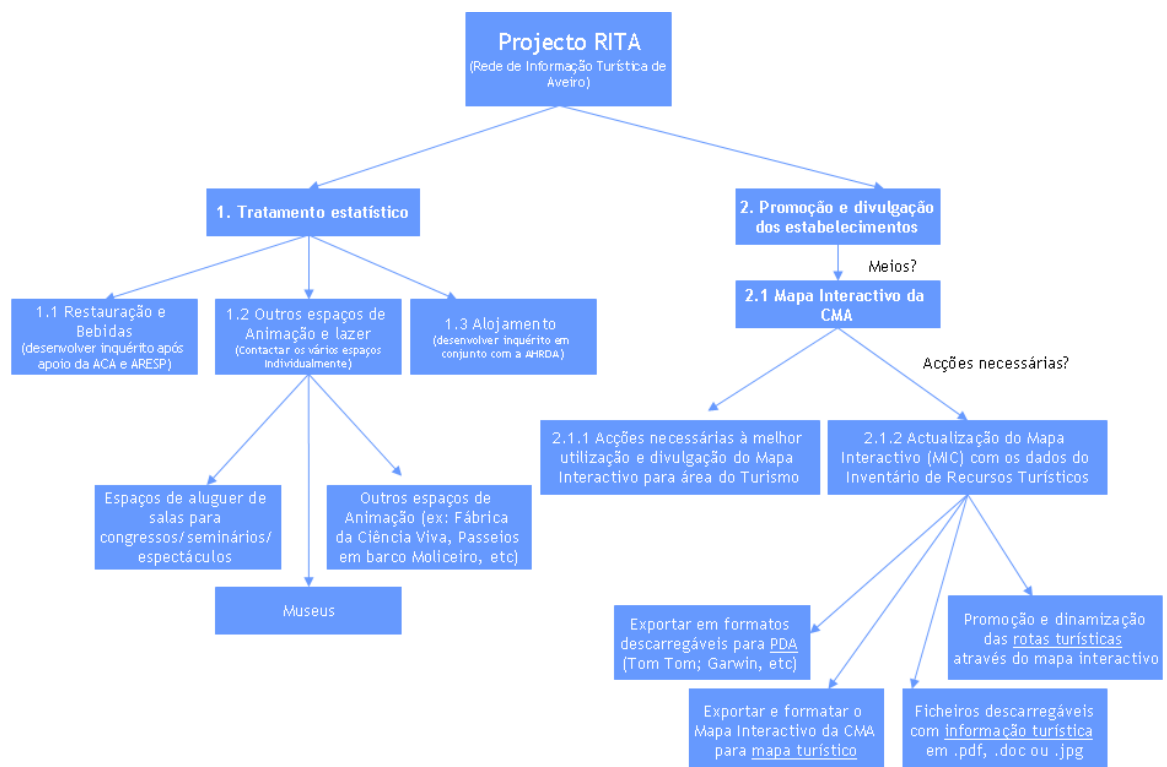 Projecto RITA
(Rede de Informação Turística de
Aveiro)
1. Tratamento estatístico
2. Promoção e divulgação
dos estabelecimentos
Meios?
1.1 Restauração e
Bebidas
(desenvolver inquérito após
apoio da ACA e ARESP)
1.2 Outros espaços de
Animação e lazer
(Contactar os vários espaços
individualmente)
1.3 Alojamento
(desenvolver inquérito em
conjunto com a AHRDA)
2.1 Mapa Interactivo da
CMA
Acções necessárias?
2.1.1 Acções necessárias à melhor
utilização e divulgação do Mapa
Interactivo para área do Turismo
2.1.2 Actualização do Mapa
Interactivo (MIC) com os dados do
Inventário de Recursos Turísticos
Espaços de aluguer de
salas para
congressos/seminários/
espectáculos
Outros espaços de
Animação (ex: Fábrica
da Ciência Viva, Passeios
em barco Moliceiro, etc)
Museus
Exportar em formatos
descarregáveis para PDA
(Tom Tom; Garwin, etc)
Promoção e dinamização
das rotas turísticas
através do mapa interactivo
Exportar e formatar o
Mapa Interactivo da CMA
para mapa turístico
Ficheiros descarregáveis
com informação turística
em .pdf, .doc ou .jpg